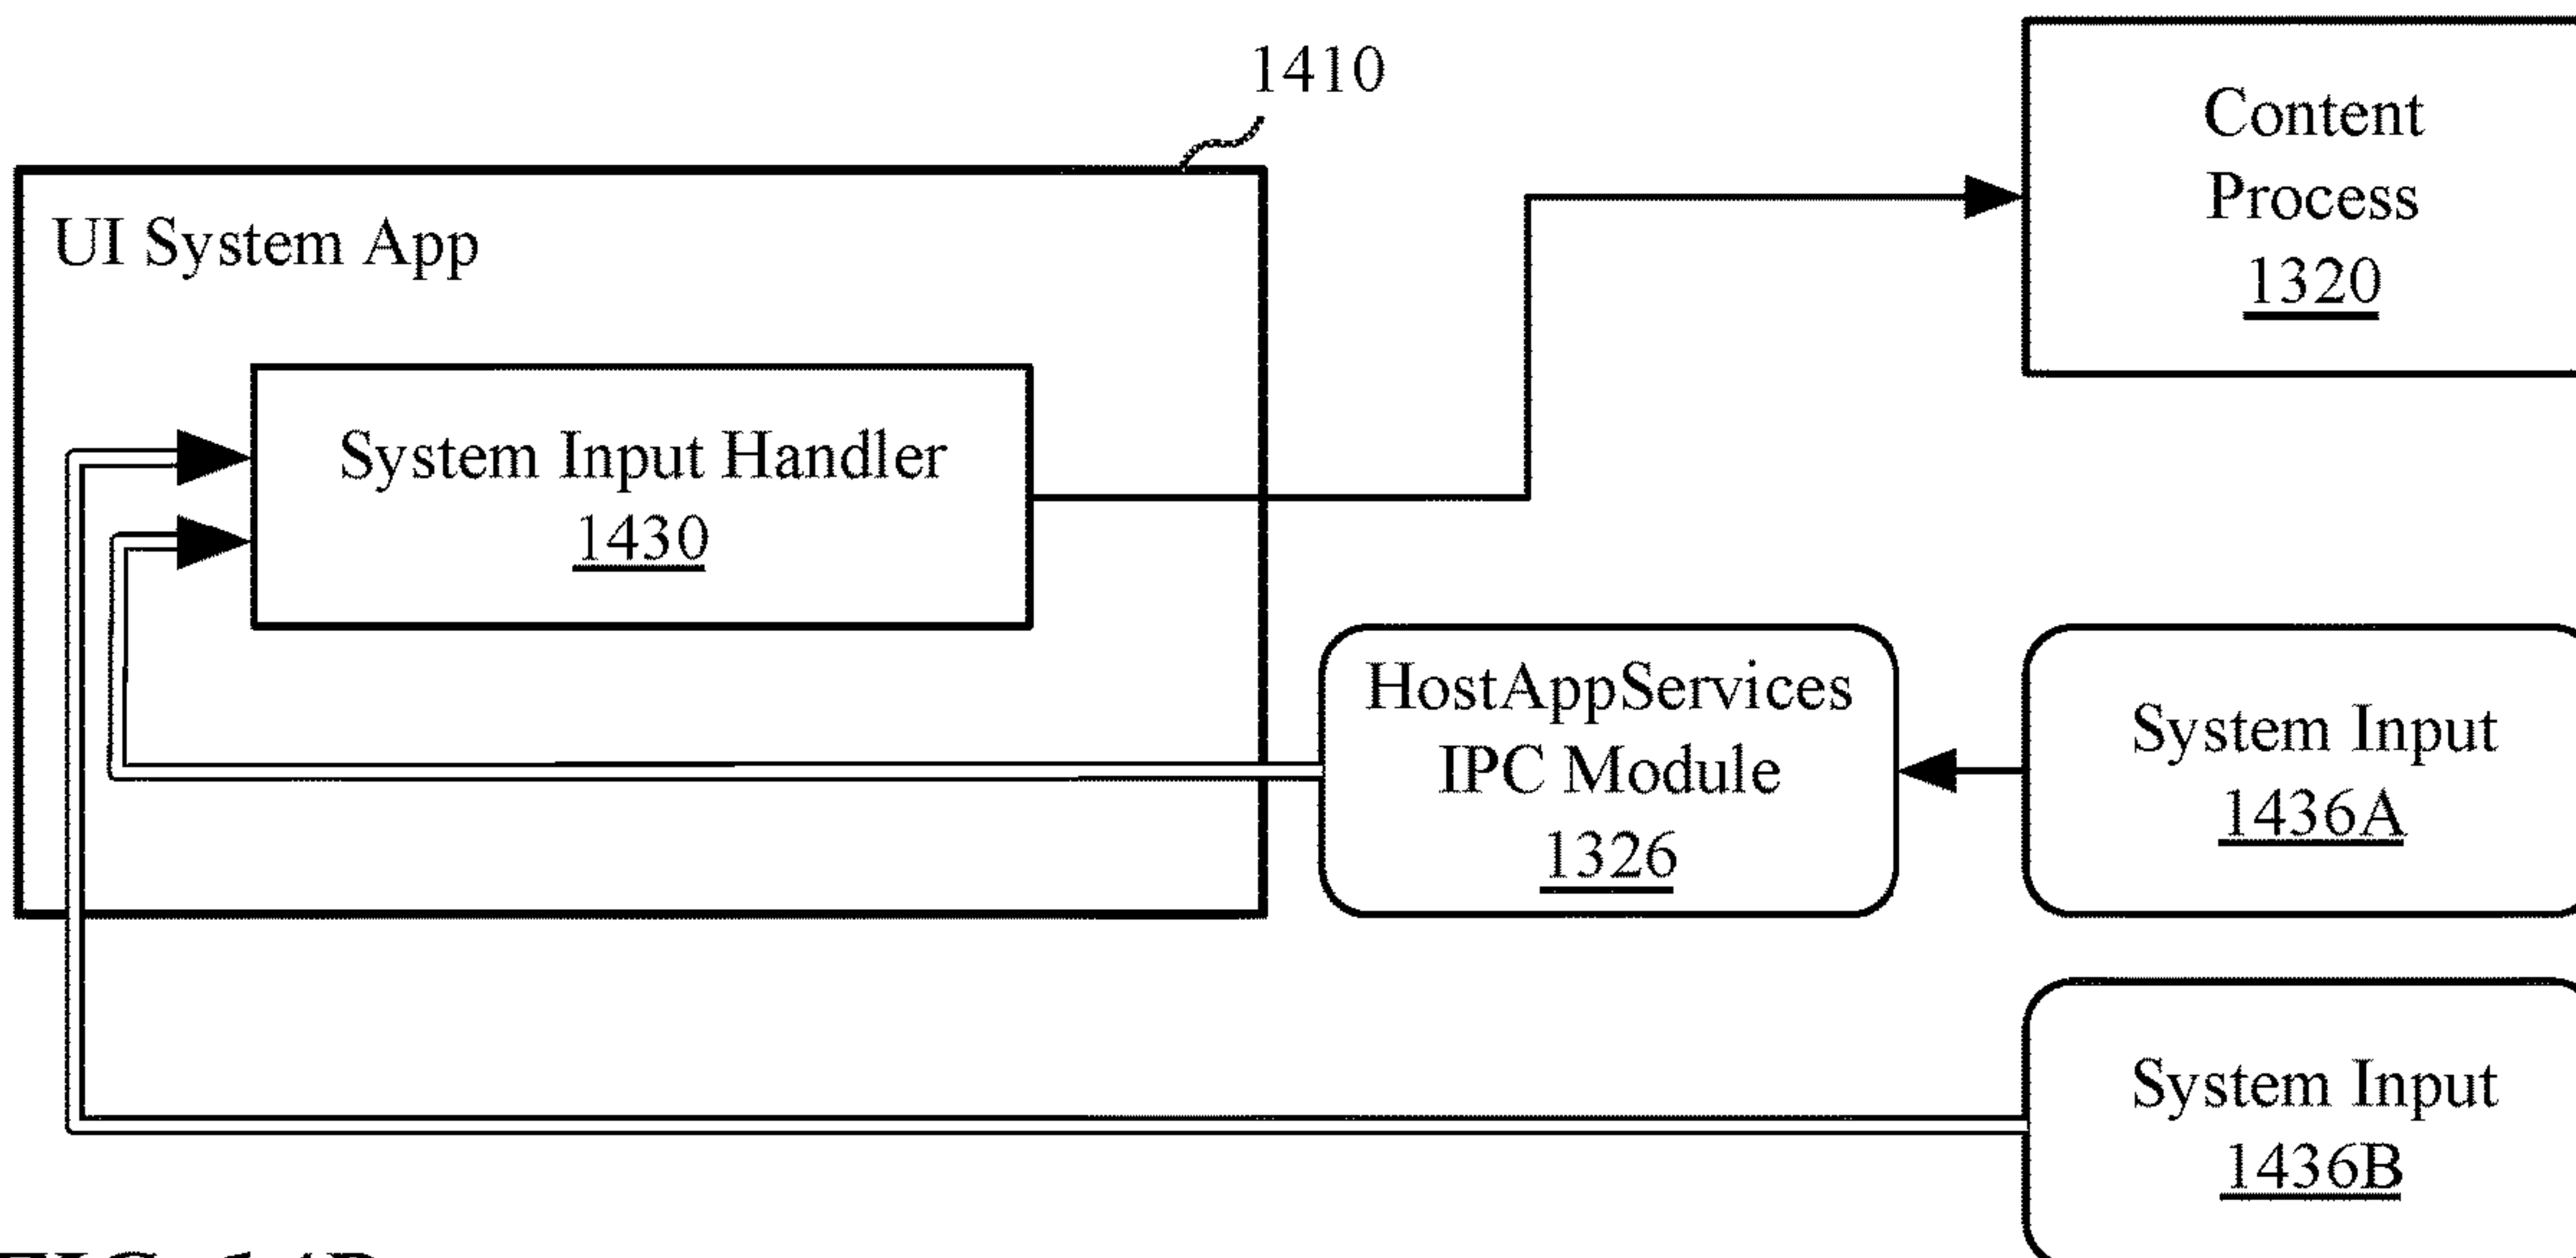 1410
Content
Process
1320
UI System App
System Input Handler
1430
HostAppServices
IPC Module
1326
System Input
1436A
System Input
1436B